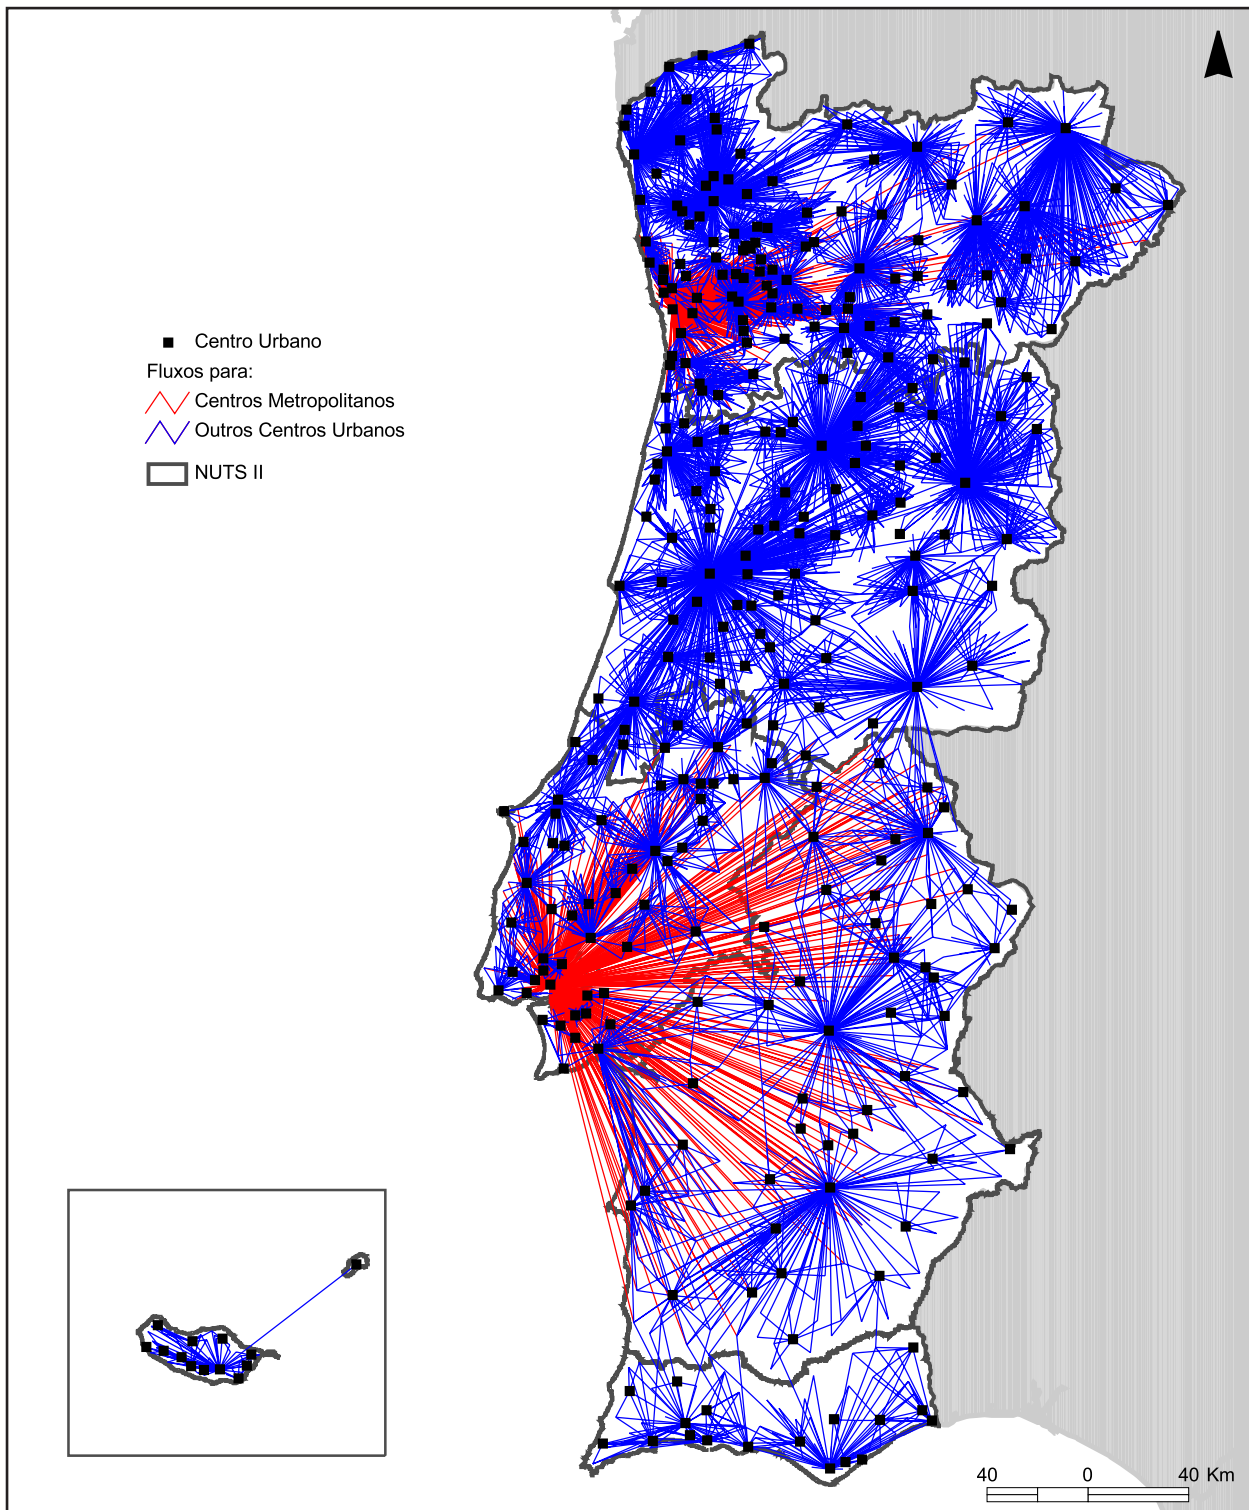 Centro Urbano
Fluxos para:
Centros Metropolitanos
Outros Centros Urbanos
NUTS II
40 0 40 Km